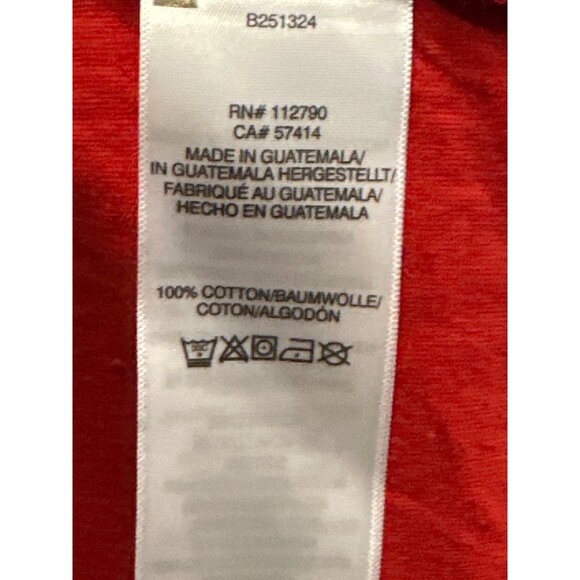 B251324
RN# 112790
CA# 57414
MADE IN GUATEMALA/
IN GUATEMALA HERGESTELLT/
FABRIQUÉ AU GUATEMALA/
HECHO EN GUATEMALA
100% COTTON/BAUMWOLLE/
COTON/ALGODÓN